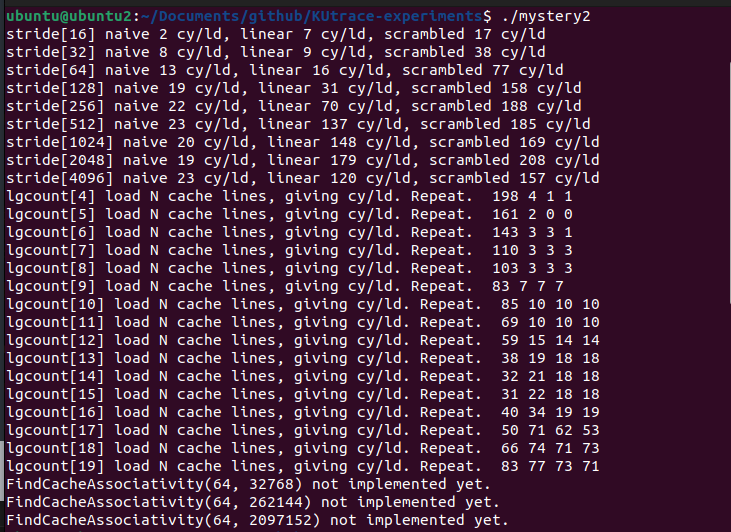 ubuntu@ubuntu2:~/Documents/github/KUtrace-experiments$ ./mystery2
stride[16] naive 2 cy/ld, linear 7 cy/ld, scrambled 17 cy/ld
stride[32] naive 8 cy/ld, linear 9 cy/ld, scrambled 38 cy/ld
stride[64] naive 13 cy/ld, linear 16 cy/ld, scrambled 77 cy/ld
stride[128] naive 19 cy/ld, linear 31 cy/ld, scrambled 158 cy/ld
stride[256] naive 22 cy/ld, linear 70 cy/ld, scrambled 188 cy/ld
stride[512] naive 23 cy/ld, linear 137 cy/ld, scrambled 185 cy/ld
stride[1024] naive 20 cy/ld, linear 148 cy/ld, scrambled 169 cy/ld
stride[2048] naive 19 cy/ld, linear 179 cy/ld, scrambled 208 cy/ld
stride[4096] naive 23 cy/ld, linear 120 cy/ld, scrambled 157 cy/ld
lgcount[4] load N cache lines, giving cy/ld. Repeat.  198 4 1 1
lgcount[5] load N cache lines, giving cy/ld. Repeat.  161 2 0 0
lgcount[6] load N cache lines, giving cy/ld. Repeat.  143 3 3 1
lgcount[7] load N cache lines, giving cy/ld. Repeat.  110 3 3 3
lgcount[8] load N cache lines, giving cy/ld. Repeat.  103 3 3 3
lgcount[9] load N cache lines, giving cy/ld. Repeat.  83 7 7 7
lgcount[10] load N cache lines, giving cy/ld. Repeat.  85 10 10 10
lgcount[11] load N cache lines, giving cy/ld. Repeat.  69 10 10 10
lgcount[12] load N cache lines, giving cy/ld. Repeat.  59 15 14 14
lgcount[13] load N cache lines, giving cy/ld. Repeat.  38 19 18 18
lgcount[14] load N cache lines, giving cy/ld. Repeat.  32 21 18 18
lgcount[15] load N cache lines, giving cy/ld. Repeat.  31 22 18 18
lgcount[16] load N cache lines, giving cy/ld. Repeat.  40 34 19 19
lgcount[17] load N cache lines, giving cy/ld. Repeat.  50 71 62 53
lgcount[18] load N cache lines, giving cy/ld. Repeat.  66 74 71 73
lgcount[19] load N cache lines, giving cy/ld. Repeat.  83 77 73 71
FindCacheAssociativity(64, 32768) not implemented yet.
FindCacheAssociativity(64, 262144) not implemented yet.
FindCacheAssociativity(64, 2097152) not implemented yet.